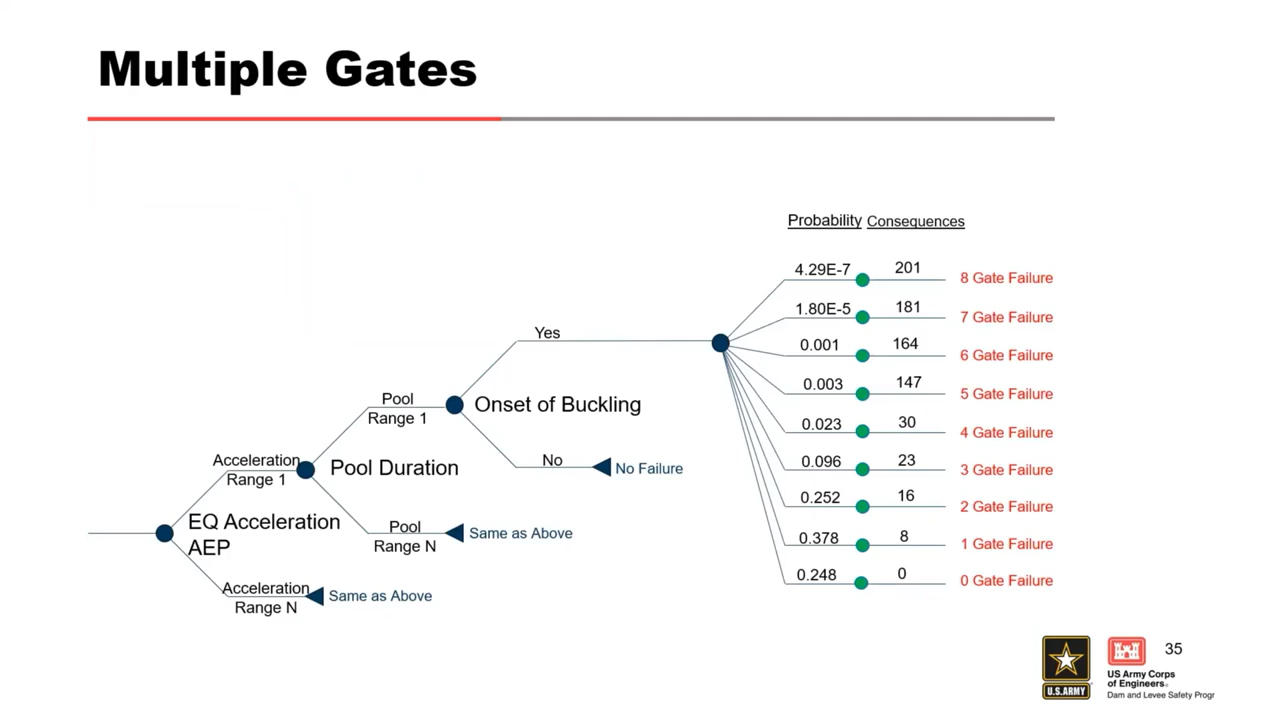 Multiple Gates
Probability Consequences
4.29E-7 201 8 Gate Failure
1.80E-5 181 7 Gate Failure
0.001 164 6 Gate Failure
0.003 147 5 Gate Failure
0.023 30 4 Gate Failure
0.096 23 3 Gate Failure
0.252 16 2 Gate Failure
0.378 8 1 Gate Failure
0.248 0 0 Gate Failure
Yes
Onset of Buckling
No
No Failure
Pool
Range 1
Pool Duration
Pool
Range N
Same as Above
Acceleration
Range 1
EQ Acceleration
AEP
Acceleration
Range N
Same as Above
U.S.ARMY
US Army Corps
of Engineers®
Dam and Levee Safety Progr
35